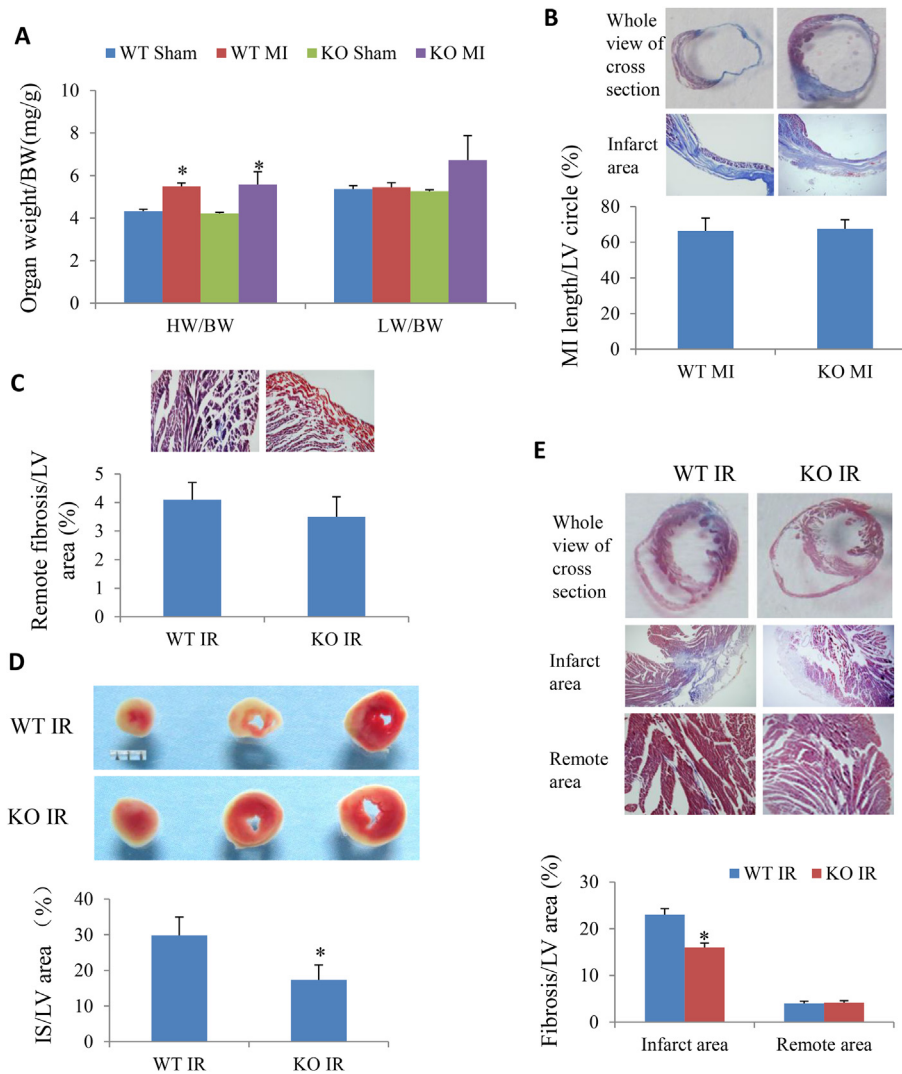 A
WT Sham WT MI KO Sham KO MI
Organ weight/BW(mg/g)
10
8
6
4
2
0
* *
HW/BW LW/BW
B
Whole
view of
cross
section
Infarct
area
MI length/LV circle (%)
80
60
40
20
0
WT MI KO MI
C
Remote fibrosis/LV
area (%)
5
4
3
2
1
0
WT IR KO IR
D
WT IR
KO IR
IS/LV area (%)
40
30
20
10
0
*
WT IR KO IR
E
WT IR KO IR
Whole
view of
cross
section
Infarct
area
Remote
area
Fibrosis/LV area (%)
WT IR KO IR
30
20
10
0
*
Infarct area Remote area